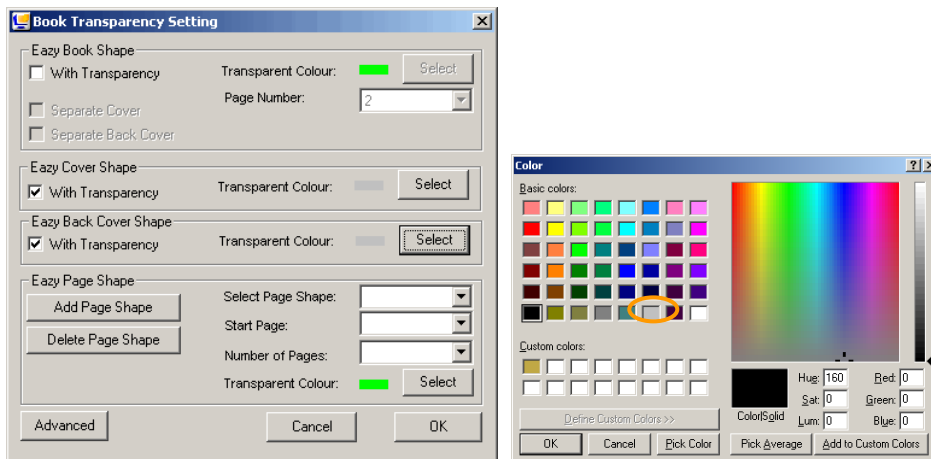 Book Transparency Setting
Eazy Book Shape
With Transparency
Transparent Colour:
Select
Page Number:
2
Separate Cover
Separate Back Cover
Eazy Cover Shape
With Transparency
Transparent Colour:
Select
Eazy Back Cover Shape
With Transparency
Transparent Colour:
Select
Eazy Page Shape
Add Page Shape
Delete Page Shape
Select Page Shape:
Start Page:
Number of Pages:
Transparent Colour:
Select
Advanced
Cancel
OK
Color
Basic colors:
Custom colors:
Define Custom Colors >>
OK
Cancel
Pick Color
Color|Solid
Hue: 160
Sat: 0
Lum: 0
Red: 0
Green: 0
Blue: 0
Pick Average
Add to Custom Colors